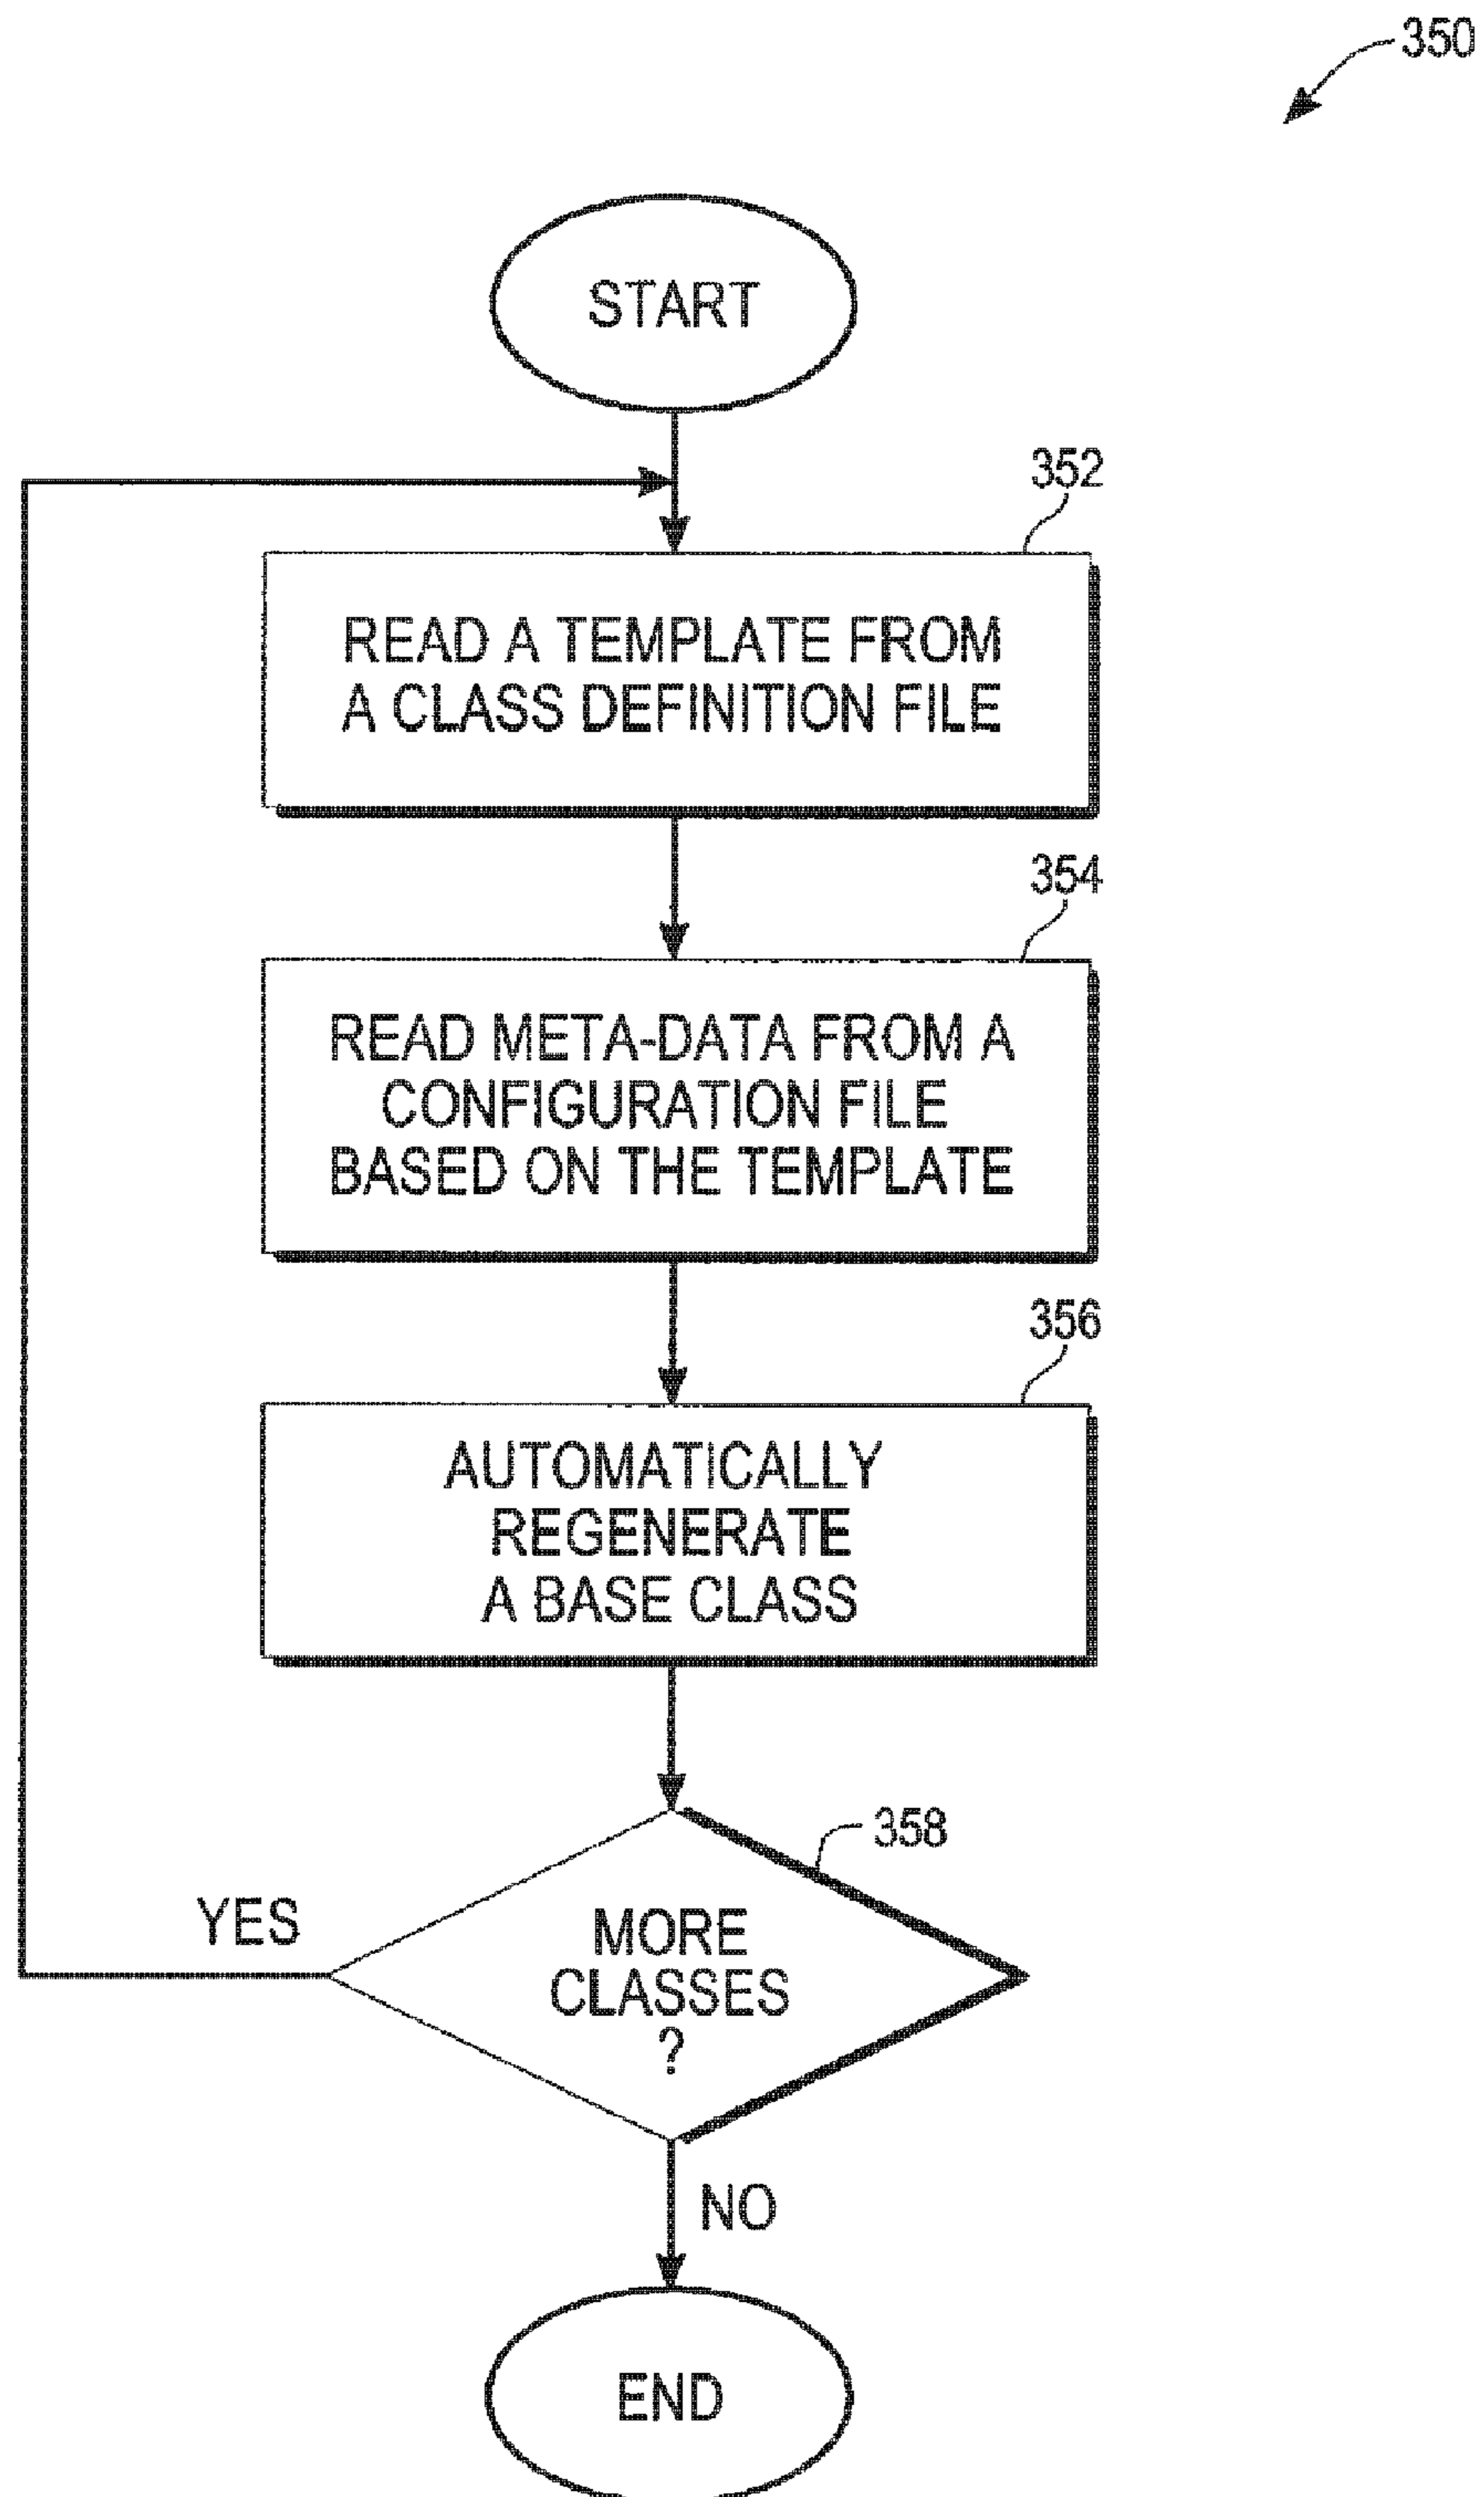 350
START
352
READ A TEMPLATE FROM
A CLASS DEFINITION FILE
354
READ META-DATA FROM A
CONFIGURATION FILE
BASED ON THE TEMPLATE
356
AUTOMATICALLY
REGENERATE
A BASE CLASS
358
YES
MORE
CLASSES
?
NO
END